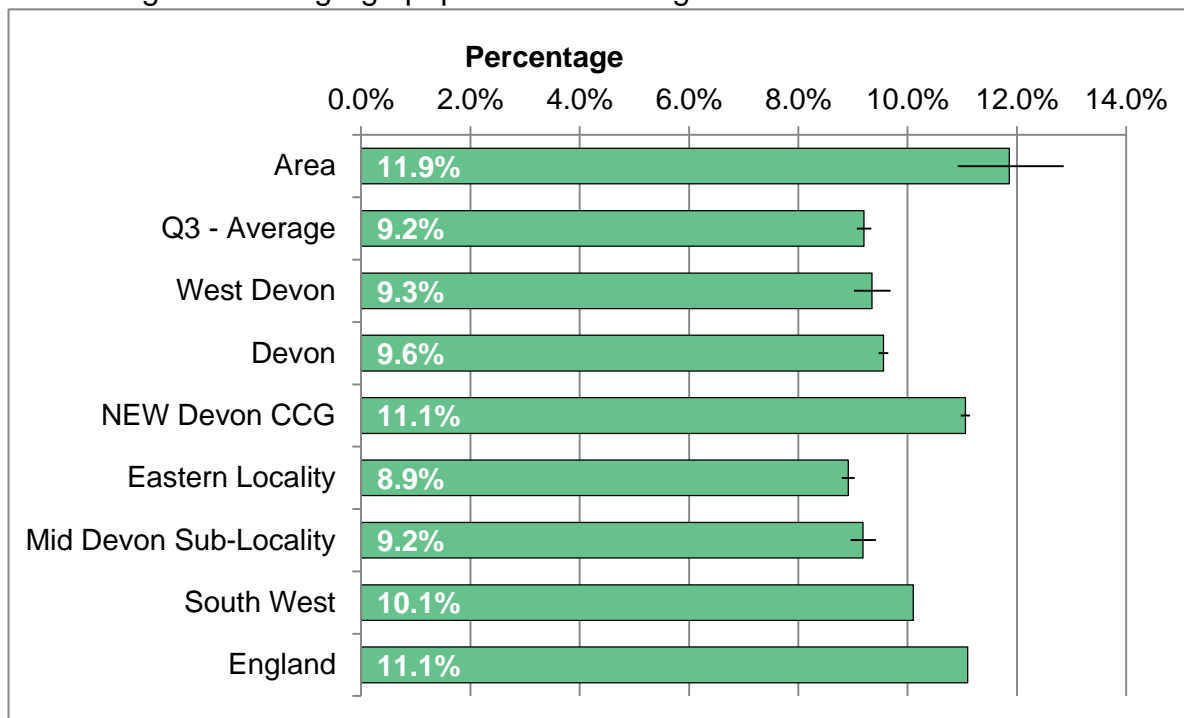 Percentage
0.0% 2.0% 4.0% 6.0% 8.0% 10.0% 12.0% 14.0%
Area 11.9%
Q3 - Average 9.2%
West Devon 9.3%
Devon 9.6%
NEW Devon CCG 11.1%
Eastern Locality 8.9%
Mid Devon Sub-Locality 9.2%
South West 10.1%
England 11.1%